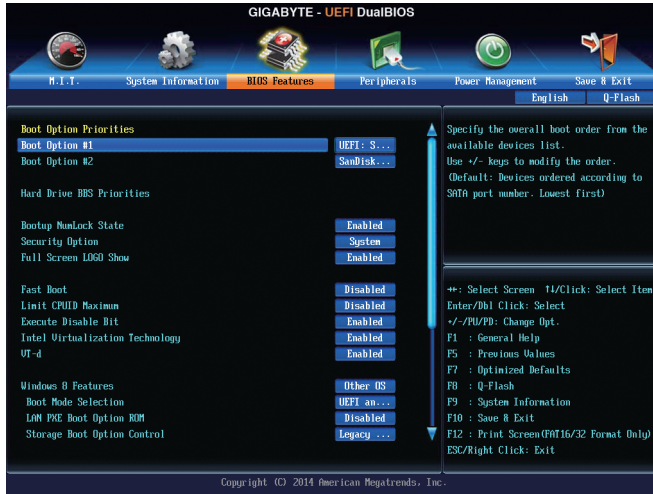 GIGABYTE - UEFI DualBIOS
M.I.T. System Information BIOS Features Peripherals Power Management Save & Exit
English Q-Flash
Boot Option Priorities
Boot Option #1 UEFI: S...
Boot Option #2 SanDisk...
Hard Drive BBS Priorities
Bootup NumLock State Enabled
Security Option System
Full Screen LOGO Show Enabled
Fast Boot Disabled
Limit CPUID Maximum Disabled
Execute Disable Bit Enabled
Intel Virtualization Technology Enabled
VT-d Enabled
Windows 8 Features Other OS
Boot Mode Selection UEFI an...
LAN PXE Boot Option ROM Disabled
Storage Boot Option Control Legacy ...
Specify the overall boot order from the
available devices list.
Use +/- keys to modify the order.
(Default: Devices ordered according to
SATA port number. Lowest first)
→←: Select Screen ↑↓/Click: Select Item
Enter/Dbl Click: Select
+/-/PU/PD: Change Opt.
F1 : General Help
F5 : Previous Values
F7 : Optimized Defaults
F8 : Q-Flash
F9 : System Information
F10 : Save & Exit
F12 : Print Screen(FAT16/32 Format Only)
ESC/Right Click: Exit
Copyright (C) 2014 American Megatrends, Inc.